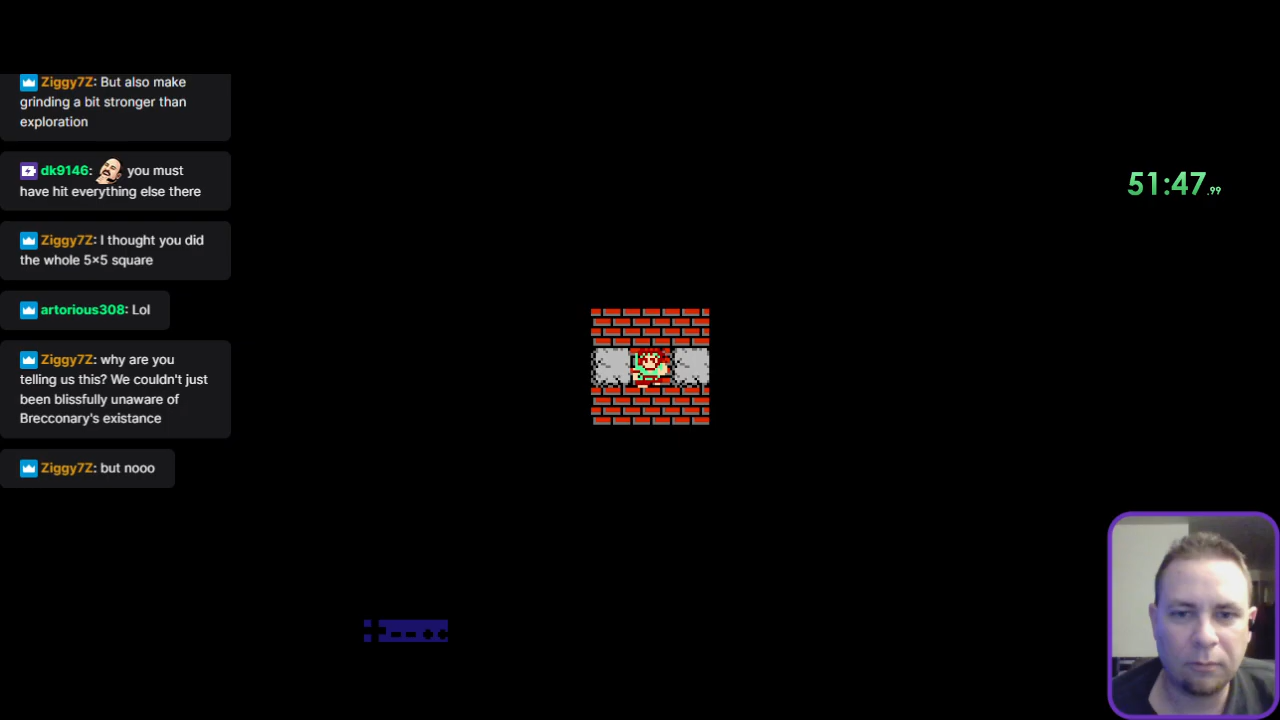 Ziggy7Z: But also make
grinding a bit stronger than
exploration
dk9146: you must
have hit everything else there
Ziggy7Z: I thought you did
the whole 5×5 square
artorious308: Lol
Ziggy7Z: why are you
telling us this? We couldn't just
been blissfully unaware of
Brecconary's existance
Ziggy7Z: but nooo
51:47.99